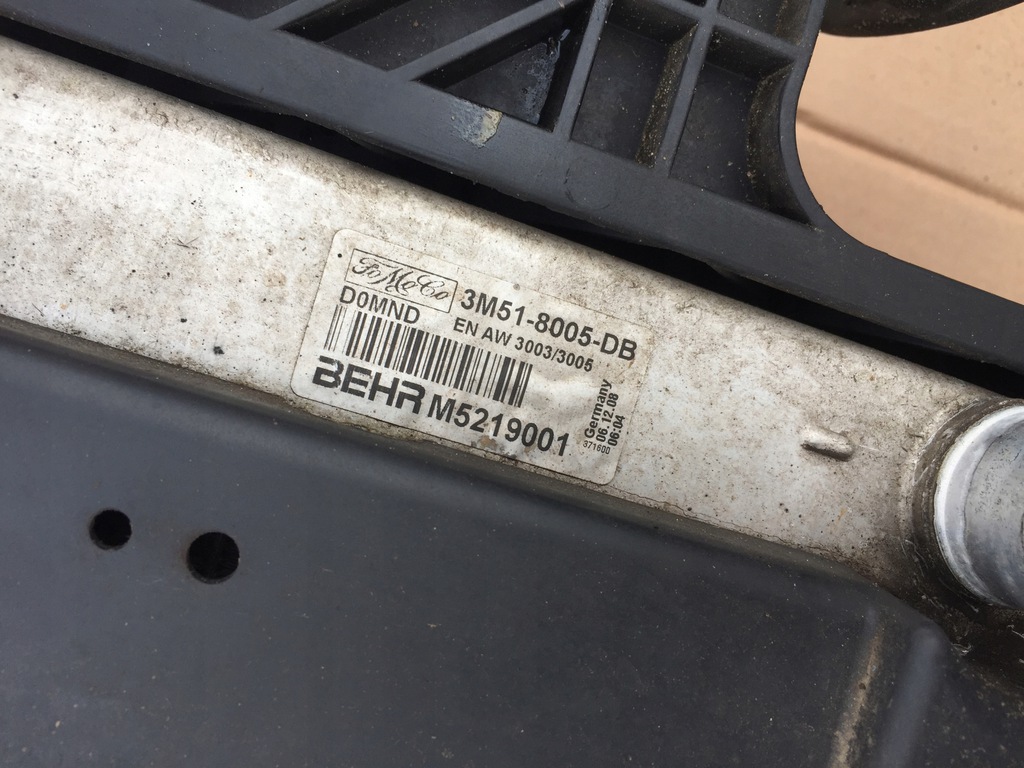 FoMoCo 3M51-8005-DB
D0MND EN AW 3003/3005
BEHR M5219001
Germany
06.12.08
06:04
371600